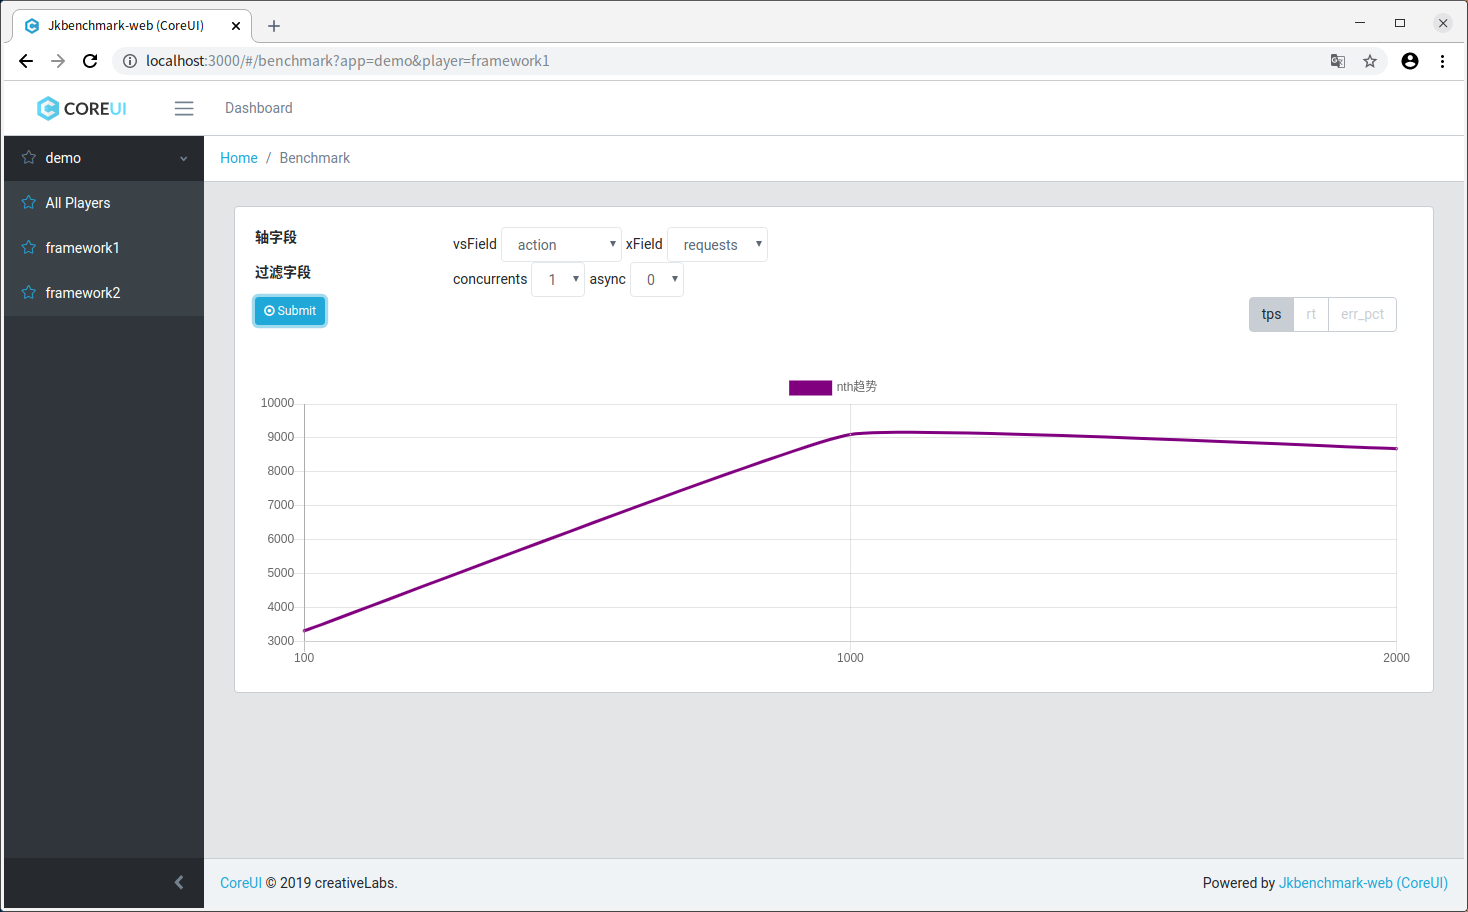 Jkbenchmark-web (CoreUI)
localhost:3000/#/benchmark?app=demo&player=framework1
COREUI
Dashboard
demo
Home / Benchmark
All Players
framework1
framework2
轴字段
vsField action xField requests
过滤字段
concurrents 1 async 0
Submit
tps rt err_pct
nth趋势
10000
9000
8000
7000
6000
5000
4000
3000
100 1000 2000
CoreUI © 2019 creativeLabs.
Powered by Jkbenchmark-web (CoreUI)